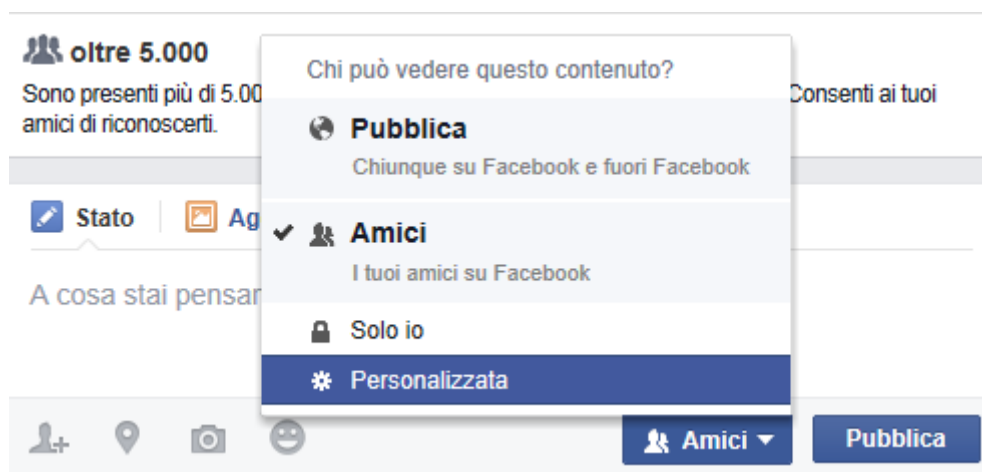 oltre 5.000
Sono presenti più di 5.00
Consenti ai tuoi
amici di riconoscerti.
Chi può vedere questo contenuto?
Pubblica
Chiunque su Facebook e fuori Facebook
Stato
Ag
Amici
I tuoi amici su Facebook
A cosa stai pensar
Solo io
Personalizzata
Amici
Pubblica